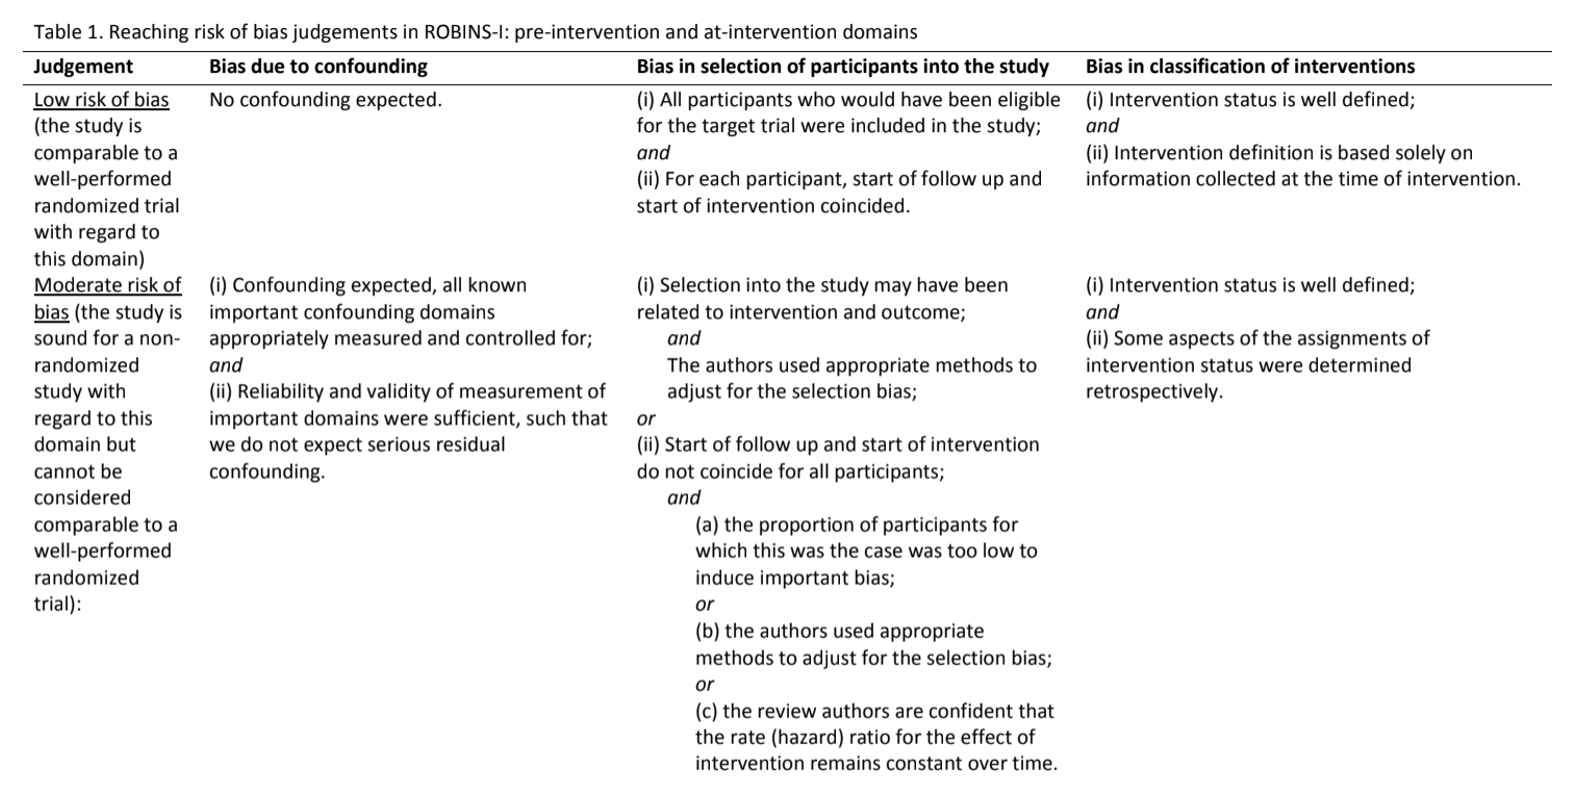 Table 1. Reaching risk of bias judgements in ROBINS-I: pre-intervention and at-intervention domains
Judgement
Bias due to confounding
Bias in selection of participants into the study
Bias in classification of interventions
Low risk of bias
(the study is
comparable to a
well-performed
randomized trial
with regard to
this domain)
No confounding expected.
(i) All participants who would have been eligible
for the target trial were included in the study;
and
(ii) For each participant, start of follow up and
start of intervention coincided.
(i) Intervention status is well defined;
and
(ii) Intervention definition is based solely on
information collected at the time of intervention.
Moderate risk of
bias (the study is
sound for a non-
randomized
study with
regard to this
domain but
cannot be
considered
comparable to a
well-performed
randomized
trial):
(i) Confounding expected, all known
important confounding domains
appropriately measured and controlled for;
and
(ii) Reliability and validity of measurement of
important domains were sufficient, such that
we do not expect serious residual
confounding.
(i) Selection into the study may have been
related to intervention and outcome;
and
The authors used appropriate methods to
adjust for the selection bias;
or
(ii) Start of follow up and start of intervention
do not coincide for all participants;
and
(a) the proportion of participants for
which this was the case was too low to
induce important bias;
or
(b) the authors used appropriate
methods to adjust for the selection bias;
or
(c) the review authors are confident that
the rate (hazard) ratio for the effect of
intervention remains constant over time.
(i) Intervention status is well defined;
and
(ii) Some aspects of the assignments of
intervention status were determined
retrospectively.